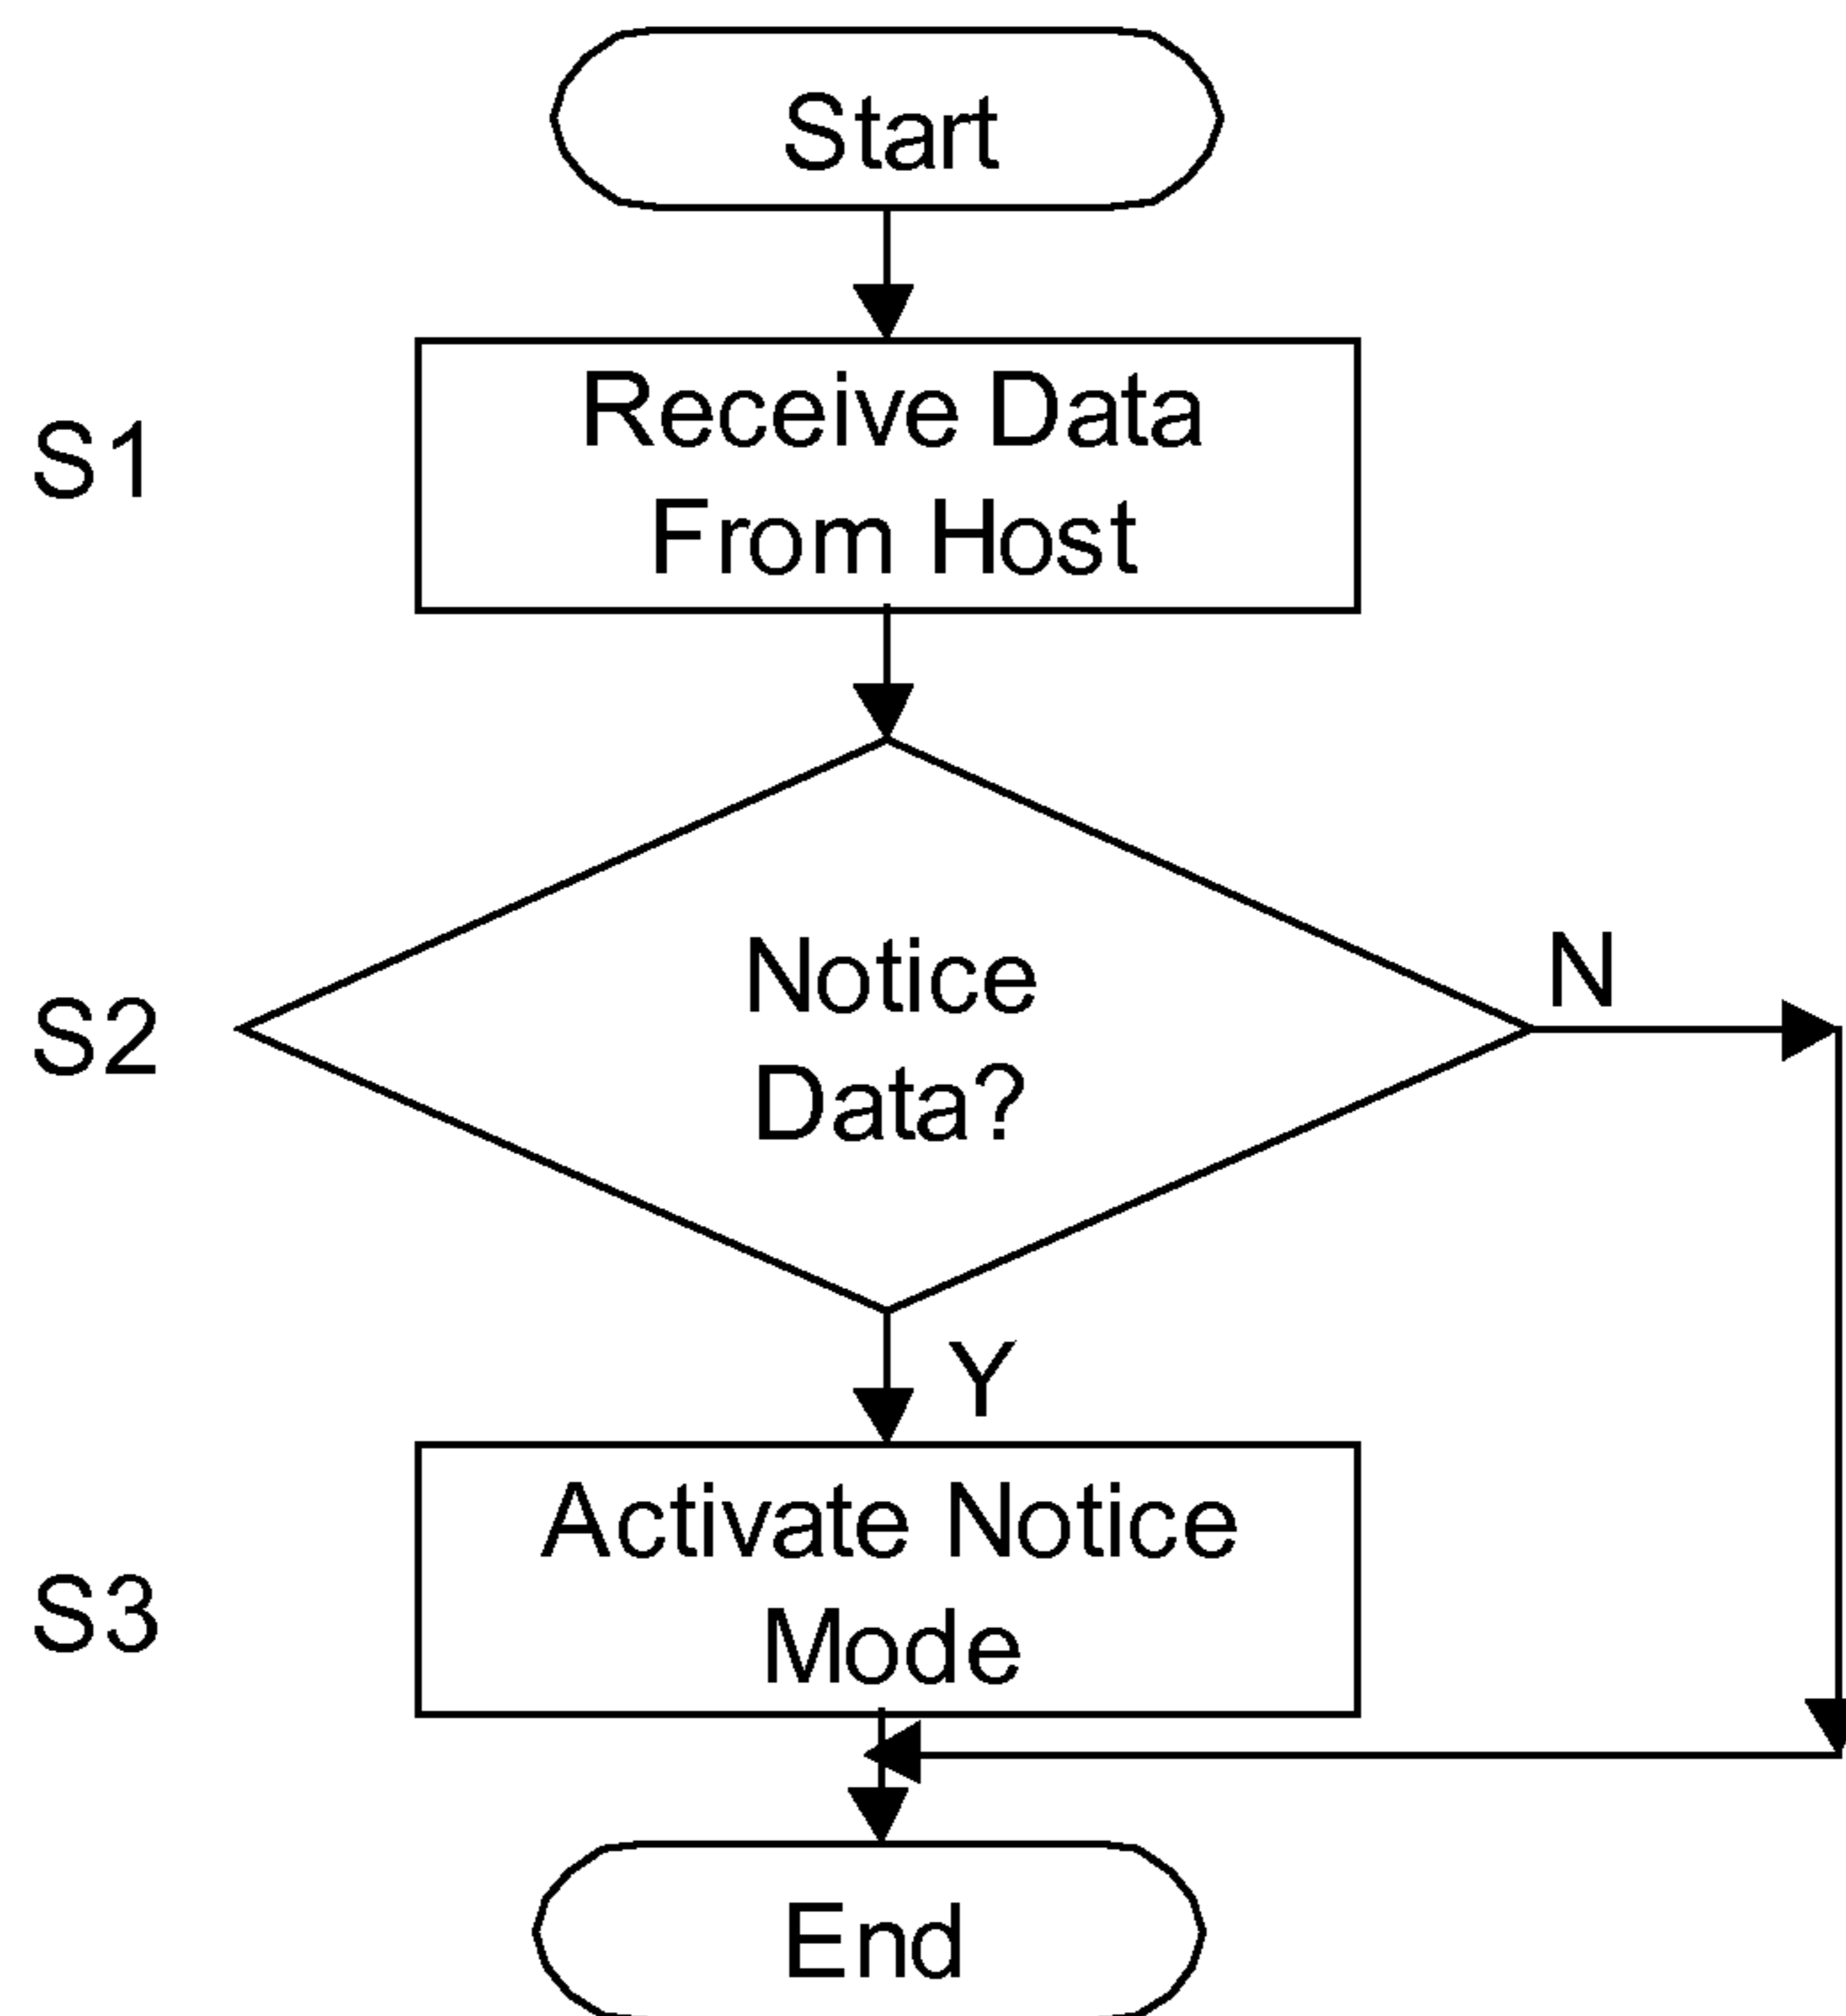 Start
S1
Receive Data
From Host
S2
Notice
Data?
N
Y
S3
Activate Notice
Mode
End